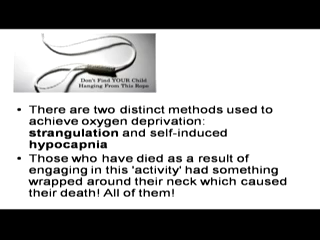 Don't Find YOUR Child
Hanging From This Rope
• There are two distinct methods used to
achieve oxygen deprivation:
strangulation and self-induced
hypocapnia
• Those who have died as a result of
engaging in this 'activity' had something
wrapped around their neck which caused
their death! All of them!